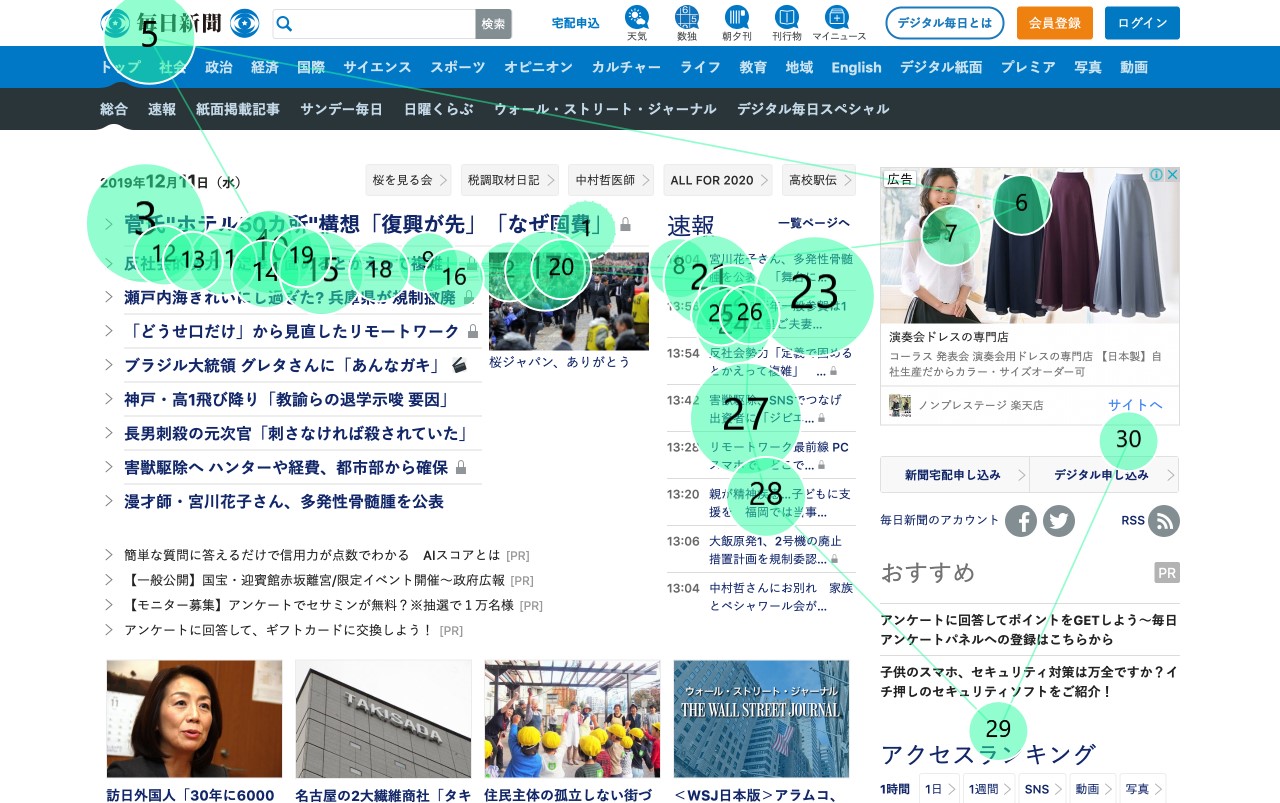 毎日新聞
検索
宅配申込
天気
数独
朝夕刊
刊行物
マイニュース
デジタル毎日とは
会員登録
ログイン
トップ 社会 政治 経済 国際 サイエンス スポーツ オピニオン カルチャー ライフ 教育 地域 English デジタル紙面 プレミア 写真 動画
総合 速報 紙面掲載記事 サンデー毎日 日曜くらぶ ウォール・ストリート・ジャーナル デジタル毎日スペシャル
2019年12月11日（水）
桜を見る会
税調取材日記
中村哲医師
ALL FOR 2020
高校駅伝
菅氏"ホテル50カ所"構想「復興が先」「なぜ国費」
瀬戸内海きれいにし過ぎた? 兵庫県が規制撤廃
「どうせ口だけ」から見直したリモートワーク
ブラジル大統領 グレタさんに「あんなガキ」
神戸・高1飛び降り「教諭らの退学示唆 要因」
長男刺殺の元次官「刺さなければ殺されていた」
害獣駆除へ ハンターや経費、都市部から確保
漫才師・宮川花子さん、多発性骨髄腫を公表
桜ジャパン、ありがとう
簡単な質問に答えるだけで信用力が点数でわかる AIスコアとは [PR]
【一般公開】国宝・迎賓館赤坂離宮/限定イベント開催～政府広報 [PR]
【モニター募集】アンケートでセサミンが無料？※抽選で１万名様 [PR]
アンケートに回答して、ギフトカードに交換しよう！ [PR]
速報
一覧ページへ
宮川花子さん、多発性骨髄
13:54 反社会勢力「定義で固める
とかえって複雑」 ...
13:42 害獣駆除、SNSでつなげ
出資者に「ジビエ...
13:28 リモートワーク最前線 PC
スマホで、どこで...
13:20
援を 福岡では当事...
13:06 大飯原発1、2号機の廃止
措置計画を規制委認...
13:04 中村哲さんにお別れ 家族
とペシャワール会が...
広告
演奏会ドレスの専門店
コーラス 発表会 演奏会用ドレスの専門店 【日本製】自
社生産だからカラー・サイズオーダー可
ノンプレステージ 楽天店
サイトへ
新聞宅配申し込み
デジタル申し込み
毎日新聞のアカウント
RSS
おすすめ
PR
アンケートに回答してポイントをGETしよう～毎日
アンケートパネルへの登録はこちらから
子供のスマホ、セキュリティ対策は万全ですか？イ
チ押しのセキュリティソフトをご紹介！
アクセスランキング
1時間 1日 1週間 SNS 動画 写真
TAKISADA
ウォール・ストリート・ジャーナル
THE WALL STREET JOURNAL
訪日外国人「30年に6000
名古屋の2大繊維商社「タキ
住民主体の孤立しない街づ
＜WSJ日本版＞アラムコ、
1
3
5
6
7
8
11
12
13
14
15
16
18
19
20
21
23
25
26
27
28
29
30